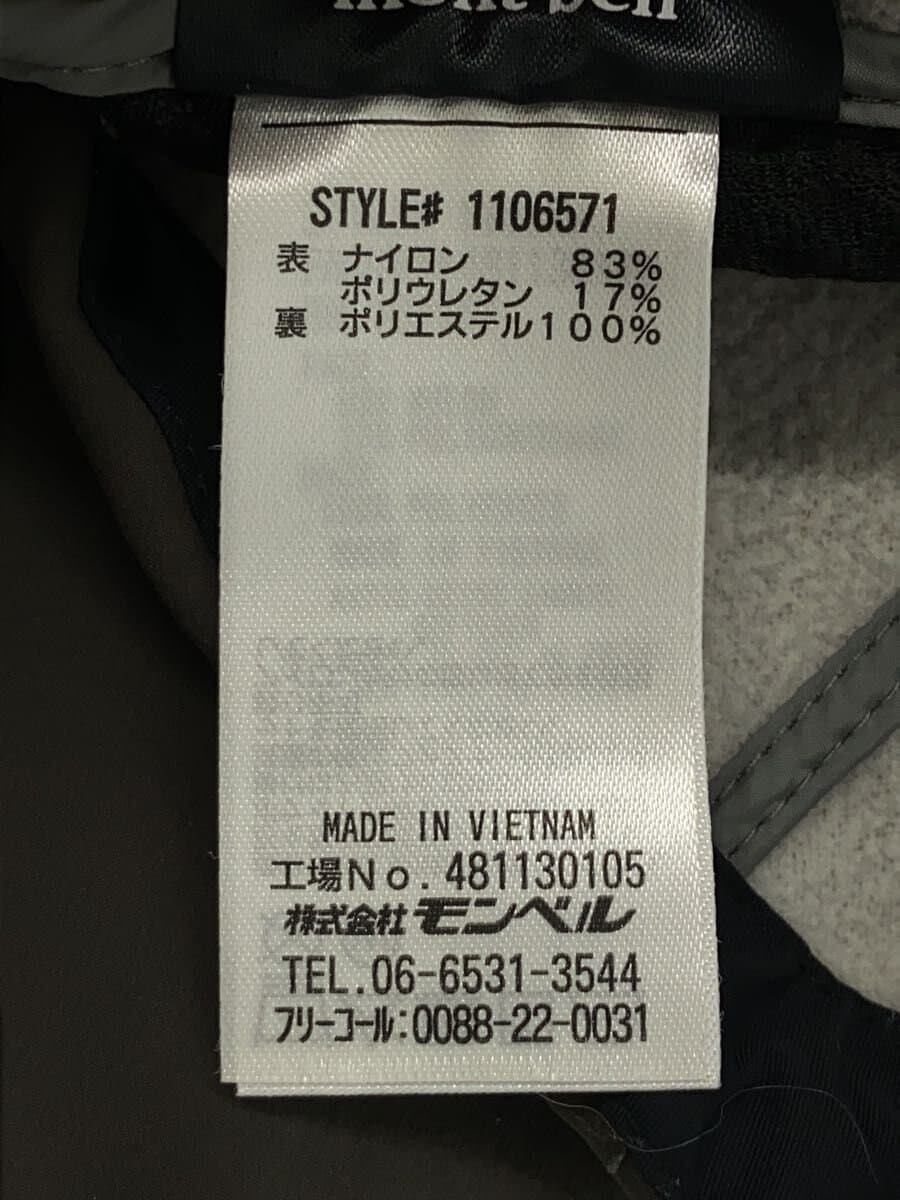 mont-bell
STYLE# 1106571
表 ナイロン 83%
ポリウレタン 17%
裏 ポリエステル100%
MADE IN VIETNAM
工場No. 481130105
株式会社モンベル
TEL.06-6531-3544
フリーコール:0088-22-0031